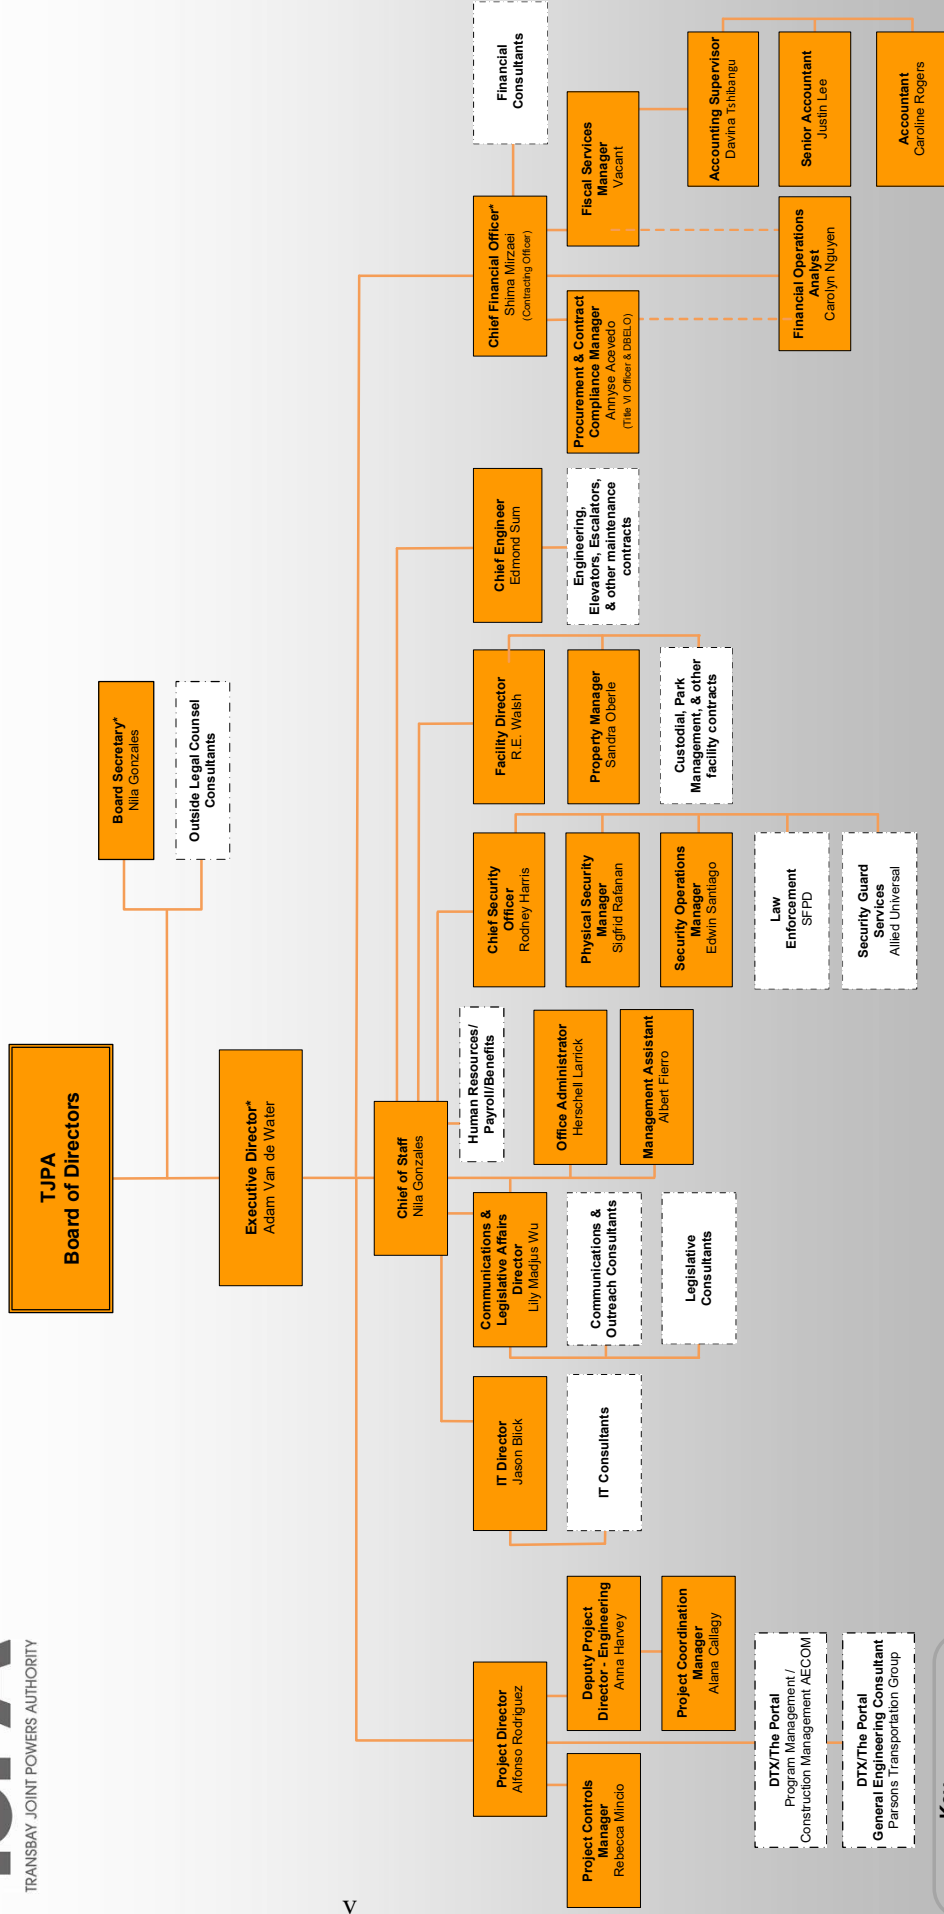 TRANSBAY JOINT POWERS AUTHORITY
TJPA
Board of Directors
Board Secretary*
Nila Gonzales
Outside Legal Counsel
Consultants
Executive Director*
Adam Van de Water
Chief of Staff
Nila Gonzales
Human Resources/
Payroll/Benefits
Office Administrator
Herschell Larrick
Management Assistant
Albert Fierro
Project Director
Alfonso Rodriguez
Project Controls
Manager
Rebecca Mincio
Deputy Project
Director - Engineering
Anna Harvey
Project Coordination
Manager
Alana Callagy
DTX/The Portal
Program Management /
Construction Management AECOM
DTX/The Portal
General Engineering Consultant
Parsons Transportation Group
IT Director
Jason Blick
IT Consultants
Communications &
Legislative Affairs
Director
Lily Madjus Wu
Communications &
Outreach Consultants
Legislative
Consultants
Chief Security
Officer
Rodney Harris
Physical Security
Manager
Sigfrid Rafanan
Security Operations
Manager
Edwin Santiago
Law
Enforcement
SFPD
Security Guard
Services
Allied Universal
Facility Director
R.E. Walsh
Property Manager
Sandra Oberle
Custodial, Park
Management, & other
facility contracts
Chief Engineer
Edmond Sum
Engineering,
Elevators, Escalators,
& other maintenance
contracts
Chief Financial Officer*
Shima Mirzaei
(Contracting Officer)
Financial
Consultants
Procurement & Contract
Compliance Manager
Annyse Acevedo
(Title VI Officer & DBELO)
Fiscal Services
Manager
Vacant
Financial Operations
Analyst
Carolyn Nguyen
Accounting Supervisor
Davina Tshibangu
Senior Accountant
Justin Lee
Accountant
Caroline Rogers
v